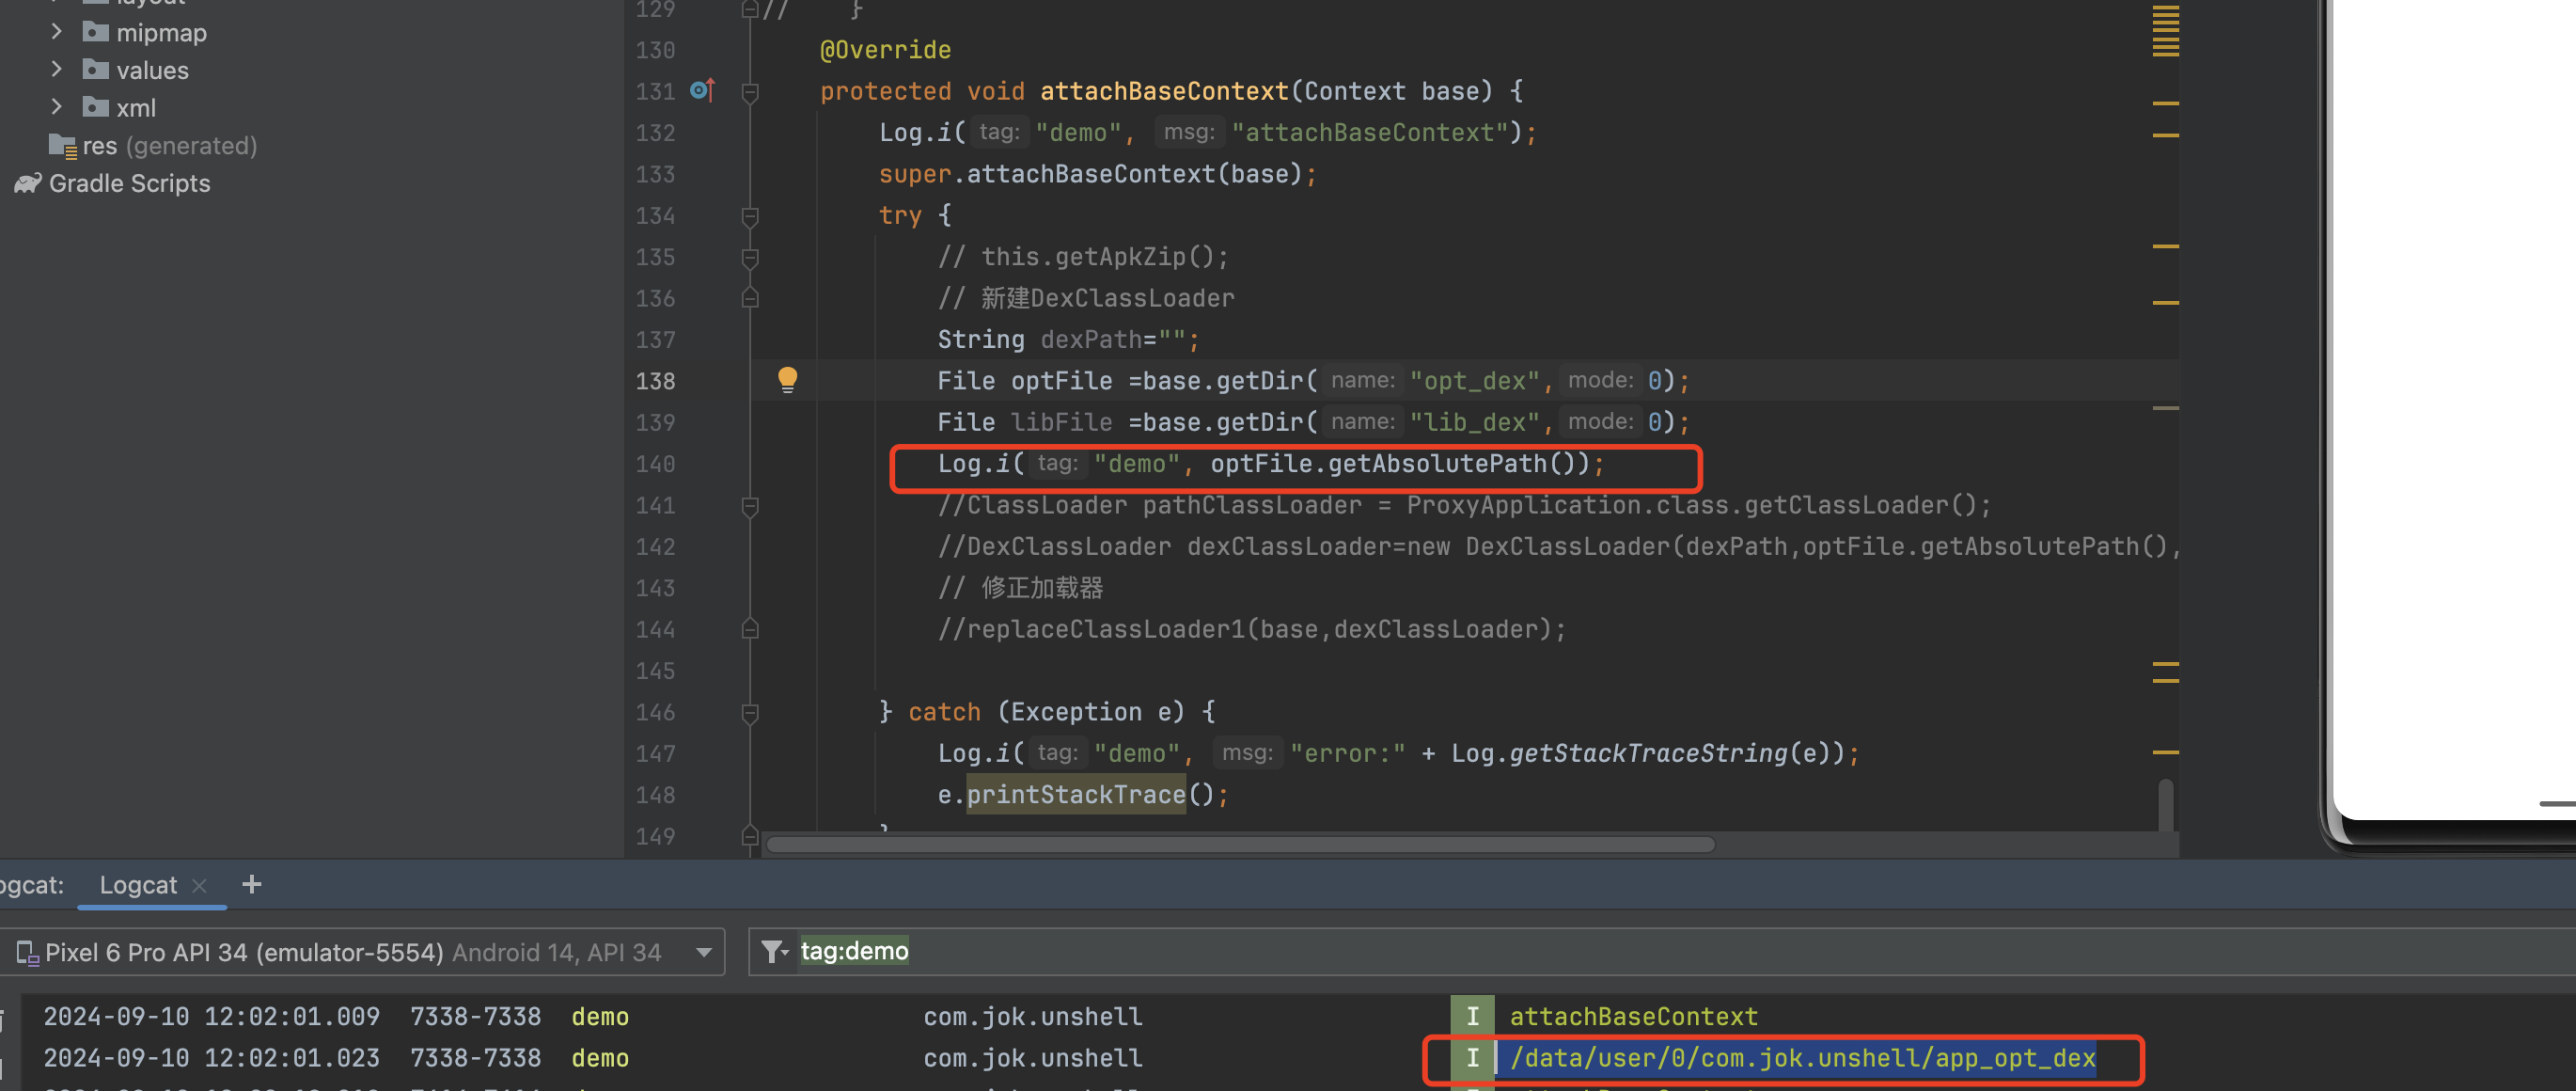 layout
mipmap
values
xml
res (generated)
Gradle Scripts
129 // }
130 @Override
131 protected void attachBaseContext(Context base) {
132 Log.i( tag: "demo", msg: "attachBaseContext");
133 super.attachBaseContext(base);
134 try {
135 // this.getApkZip();
136 // 新建DexClassLoader
137 String dexPath="";
138 File optFile =base.getDir( name: "opt_dex", mode: 0);
139 File libFile =base.getDir( name: "lib_dex", mode: 0);
140 Log.i( tag: "demo", optFile.getAbsolutePath());
141 //ClassLoader pathClassLoader = ProxyApplication.class.getClassLoader();
142 //DexClassLoader dexClassLoader=new DexClassLoader(dexPath,optFile.getAbsolutePath(),
143 // 修正加载器
144 //replaceClassLoader1(base,dexClassLoader);
145
146 } catch (Exception e) {
147 Log.i( tag: "demo", msg: "error:" + Log.getStackTraceString(e));
148 e.printStackTrace();
149 }
ogcat: Logcat
Pixel 6 Pro API 34 (emulator-5554) Android 14, API 34 tag:demo
2024-09-10 12:02:01.009 7338-7338 demo com.jok.unshell I attachBaseContext
2024-09-10 12:02:01.023 7338-7338 demo com.jok.unshell I /data/user/0/com.jok.unshell/app_opt_dex